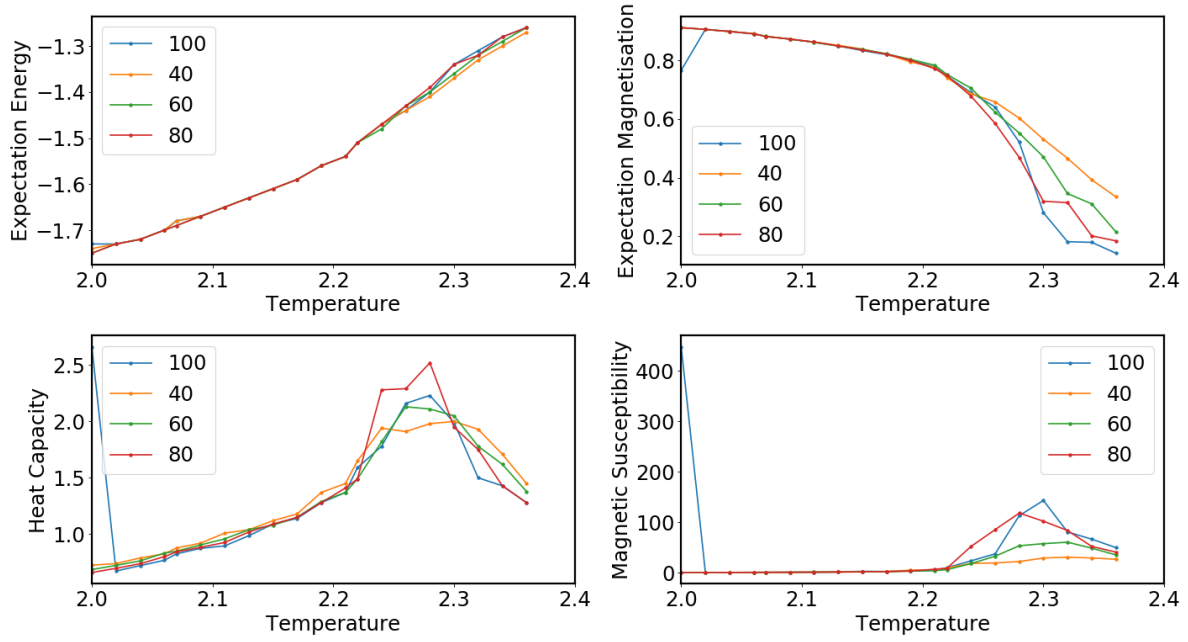 Expectation Energy
−1.3
−1.4
−1.5
−1.6
−1.7
100
40
60
80
2.0 2.1 2.2 2.3 2.4
Temperature
Expectation Magnetisation
0.8
0.6
0.4
0.2
100
40
60
80
2.0 2.1 2.2 2.3 2.4
Temperature
Heat Capacity
2.5
2.0
1.5
1.0
100
40
60
80
2.0 2.1 2.2 2.3 2.4
Temperature
Magnetic Susceptibility
400
300
200
100
0
100
40
60
80
2.0 2.1 2.2 2.3 2.4
Temperature